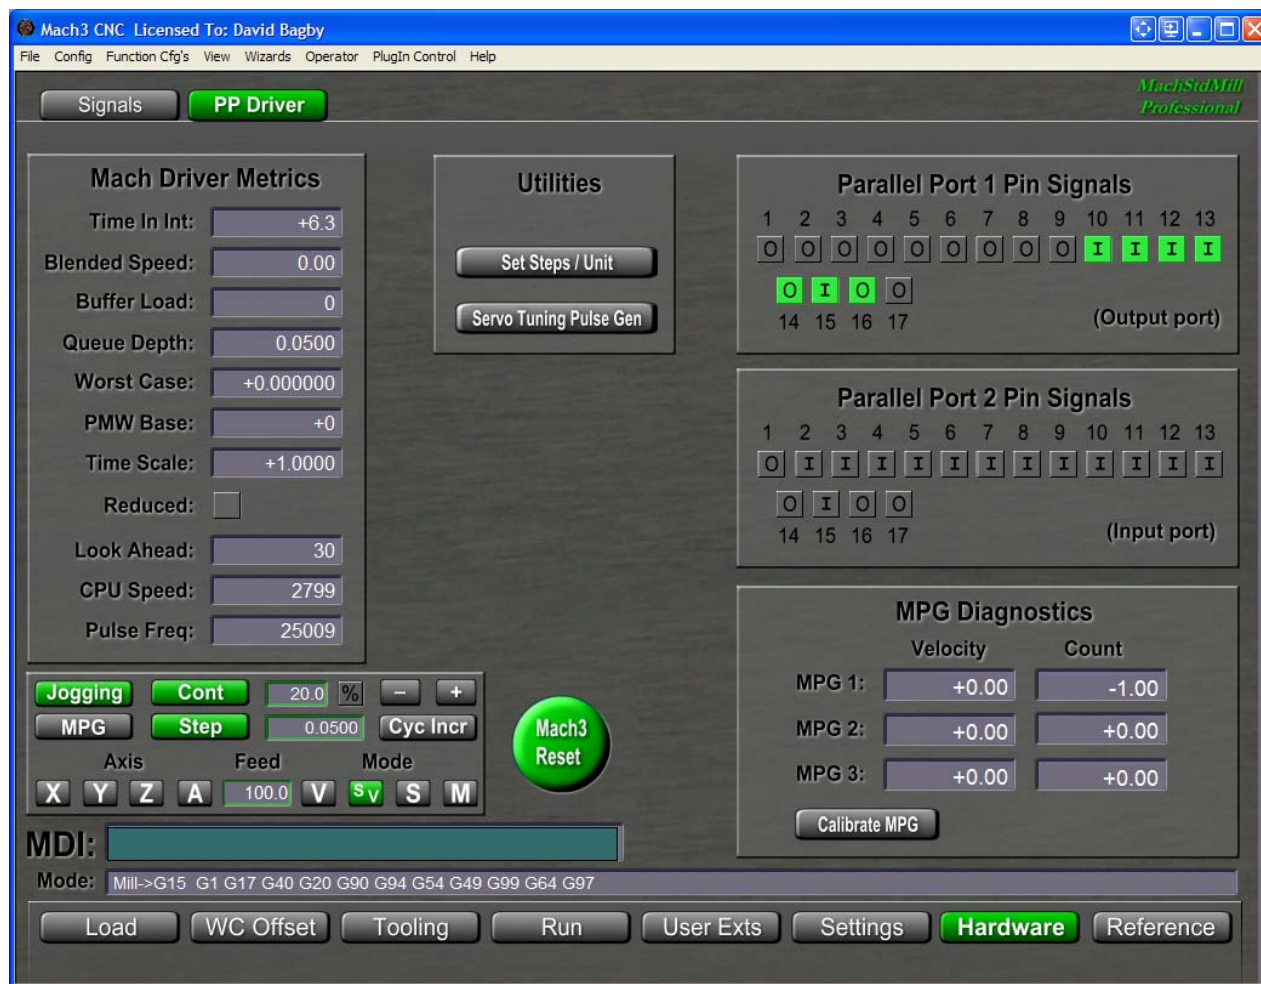 Mach3 CNC Licensed To: David Bagby
File Config Function Cfg's View Wizards Operator PlugIn Control Help
Signals PP Driver
MachStdMill
Professional
Mach Driver Metrics
Time In Int: +6.3
Blended Speed: 0.00
Buffer Load: 0
Queue Depth: 0.0500
Worst Case: +0.000000
PMW Base: +0
Time Scale: +1.0000
Reduced:
Look Ahead: 30
CPU Speed: 2799
Pulse Freq: 25009
Utilities
Set Steps / Unit
Servo Tuning Pulse Gen
Parallel Port 1 Pin Signals
1 2 3 4 5 6 7 8 9 10 11 12 13
O O O O O O O O O I I I I
O I O O
14 15 16 17 (Output port)
Parallel Port 2 Pin Signals
1 2 3 4 5 6 7 8 9 10 11 12 13
O I I I I I I I I I I I I
O I O O
14 15 16 17 (Input port)
MPG Diagnostics
Velocity Count
MPG 1: +0.00 -1.00
MPG 2: +0.00 +0.00
MPG 3: +0.00 +0.00
Calibrate MPG
Jogging Cont 20.0 % - +
MPG Step 0.0500 Cyc Incr
Axis Feed Mode
X Y Z A 100.0 V SV S M
Mach3
Reset
MDI:
Mode: Mill->G15 G1 G17 G40 G20 G90 G94 G54 G49 G99 G64 G97
Load WC Offset Tooling Run User Exts Settings Hardware Reference